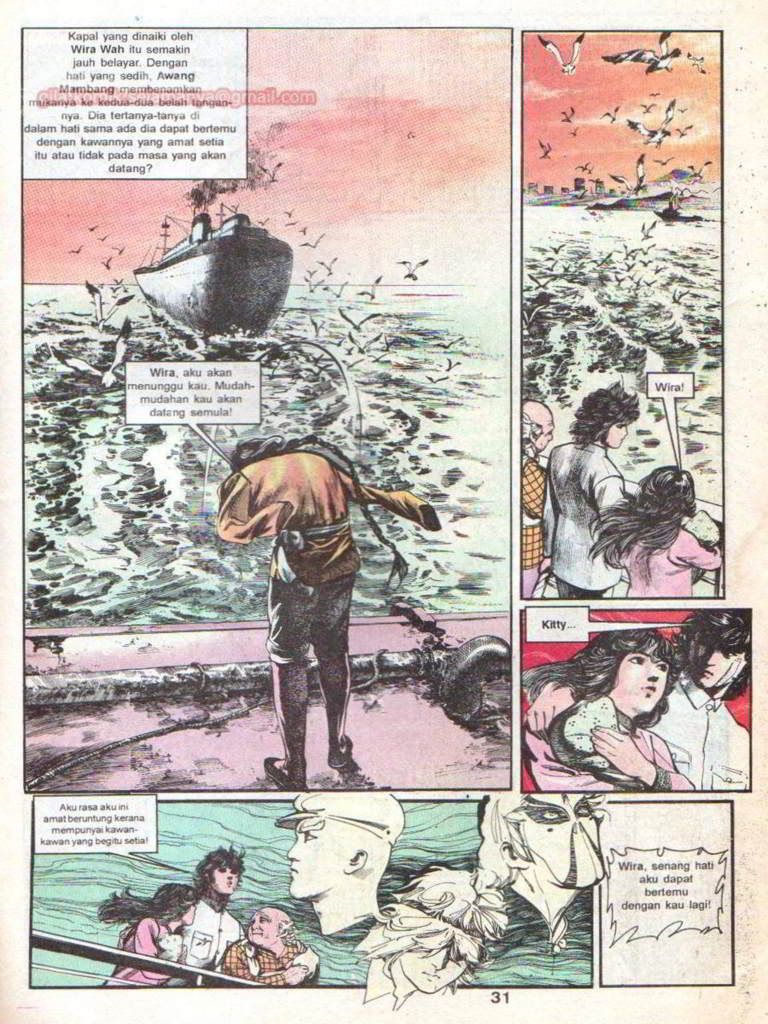 Kapal yang dinaiki oleh
Wira Wah itu semakin
jauh belayar. Dengan
hati yang sedih, Awang
Mambang membenamkan
mukanya ke kedua-dua belah tangan-
nya. Dia tertanya-tanya di
dalam hati sama ada dia dapat bertemu
dengan kawannya yang amat setia
itu atau tidak pada masa yang akan
datang?
Wira, aku akan
menunggu kau. Mudah-
mudahan kau akan
datang semula!
Wira!
Kitty...
Aku rasa aku ini
amat beruntung kerana
mempunyai kawan-
kawan yang begitu setia!
Wira, senang hati
aku dapat
bertemu
dengan kau lagi!
31